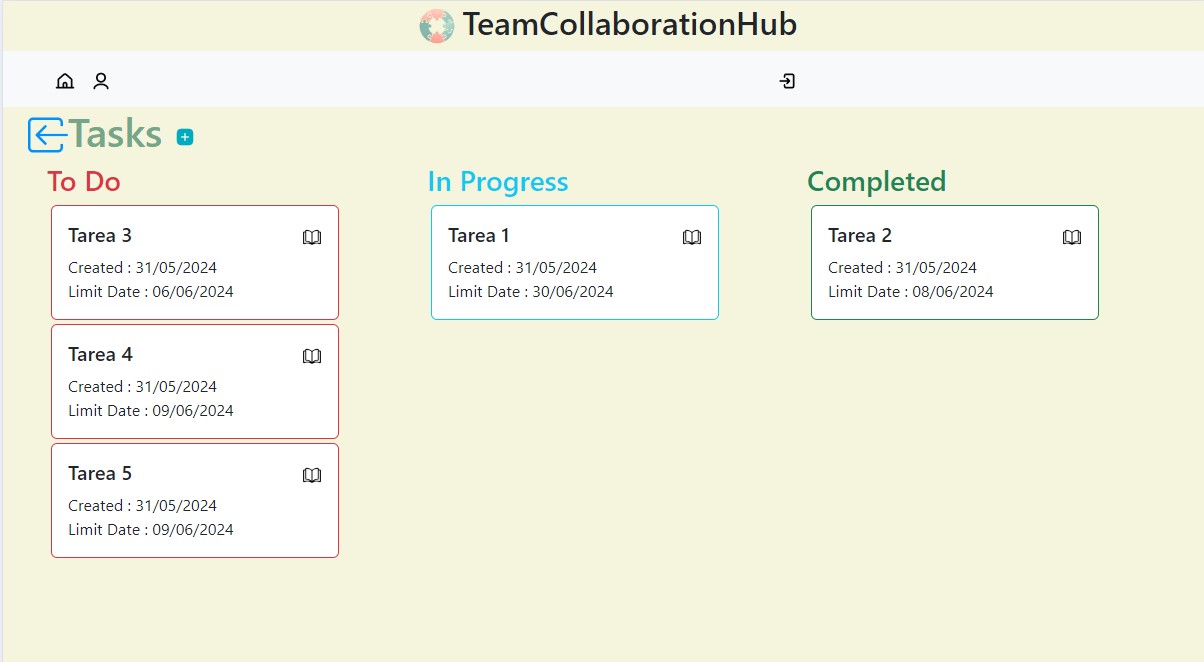 TeamCollaborationHub
Tasks
To Do
Tarea 3
Created : 31/05/2024
Limit Date : 06/06/2024
Tarea 4
Created : 31/05/2024
Limit Date : 09/06/2024
Tarea 5
Created : 31/05/2024
Limit Date : 09/06/2024
In Progress
Tarea 1
Created : 31/05/2024
Limit Date : 30/06/2024
Completed
Tarea 2
Created : 31/05/2024
Limit Date : 08/06/2024